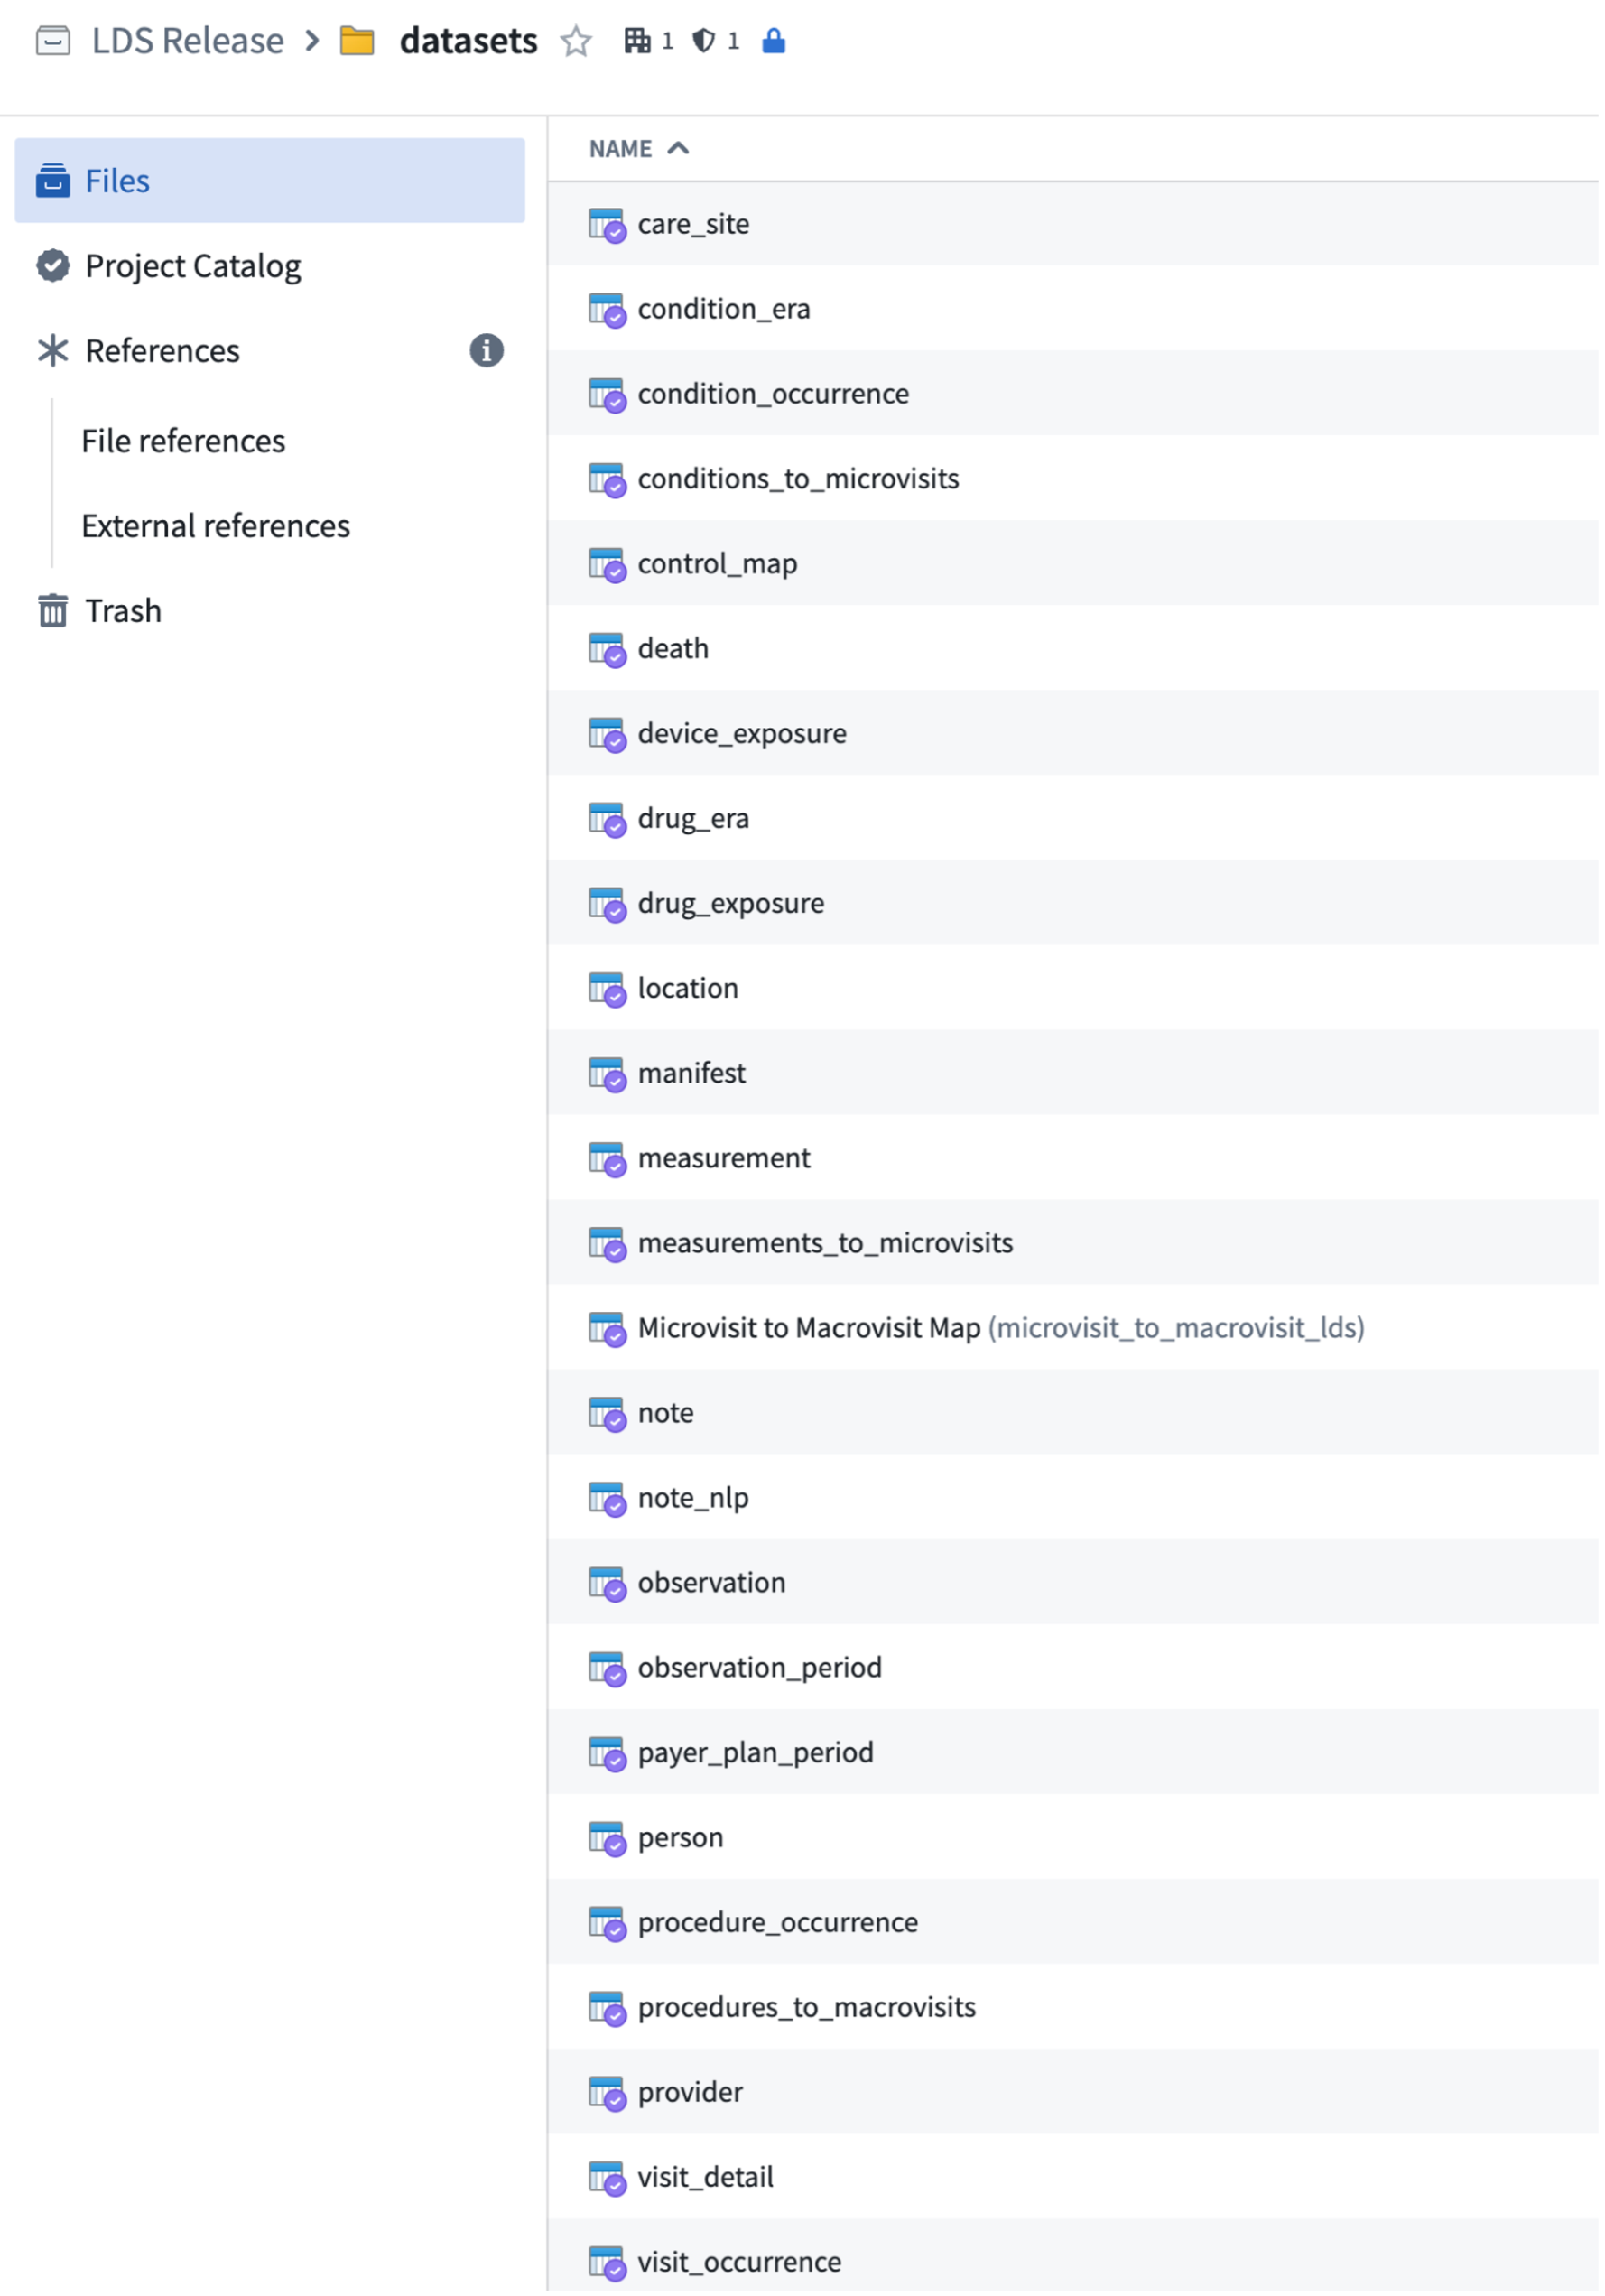 LDS Release > datasets 1 1
Files
Project Catalog
References
File references
External references
Trash
NAME
care_site
condition_era
condition_occurrence
conditions_to_microvisits
control_map
death
device_exposure
drug_era
drug_exposure
location
manifest
measurement
measurements_to_microvisits
Microvisit to Macrovisit Map (microvisit_to_macrovisit_lds)
note
note_nlp
observation
observation_period
payer_plan_period
person
procedure_occurrence
procedures_to_macrovisits
provider
visit_detail
visit_occurrence